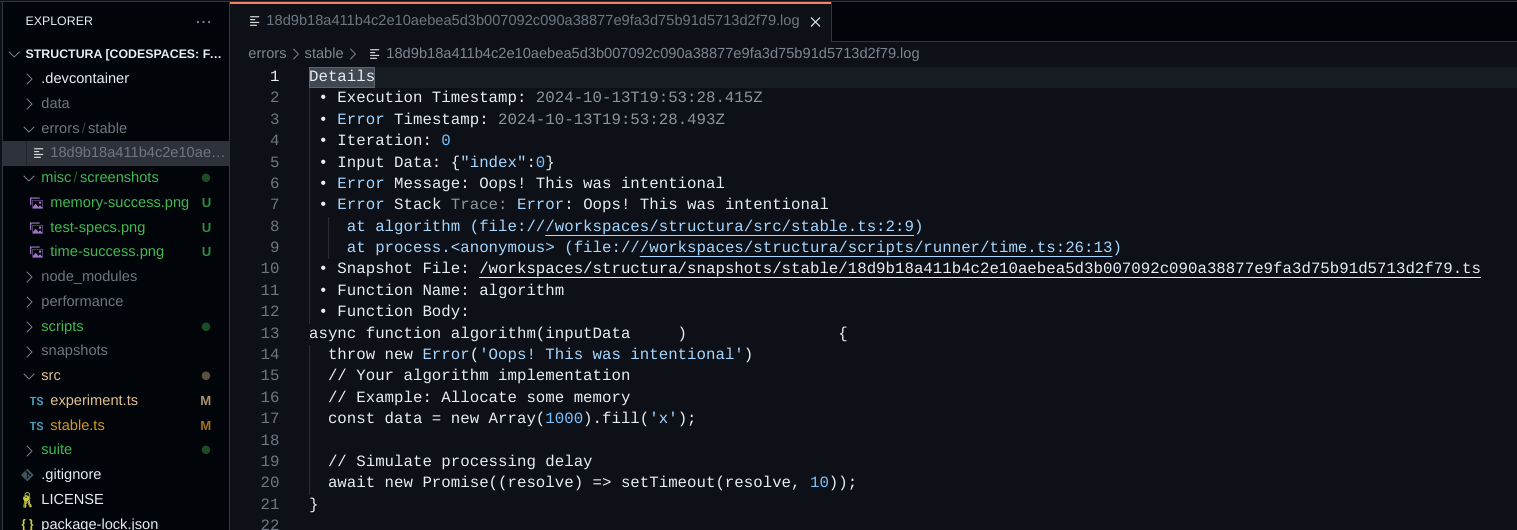 EXPLORER
...
STRUCTURA [CODESPACES: F...
.devcontainer
data
errors/stable
18d9b18a411b4c2e10ae...
misc/screenshots
memory-success.png U
test-specs.png U
time-success.png U
node_modules
performance
scripts
snapshots
src
TS experiment.ts M
TS stable.ts M
suite
.gitignore
LICENSE
{} package-lock.json
18d9b18a411b4c2e10aebea5d3b007092c090a38877e9fa3d75b91d5713d2f79.log
errors > stable > 18d9b18a411b4c2e10aebea5d3b007092c090a38877e9fa3d75b91d5713d2f79.log
1 Details
2 • Execution Timestamp: 2024-10-13T19:53:28.415Z
3 • Error Timestamp: 2024-10-13T19:53:28.493Z
4 • Iteration: 0
5 • Input Data: {"index":0}
6 • Error Message: Oops! This was intentional
7 • Error Stack Trace: Error: Oops! This was intentional
8 at algorithm (file:///workspaces/structura/src/stable.ts:2:9)
9 at process.<anonymous> (file:///workspaces/structura/scripts/runner/time.ts:26:13)
10 • Snapshot File: /workspaces/structura/snapshots/stable/18d9b18a411b4c2e10aebea5d3b007092c090a38877e9fa3d75b91d5713d2f79.ts
11 • Function Name: algorithm
12 • Function Body:
13 async function algorithm(inputData     )                {
14 throw new Error('Oops! This was intentional')
15 // Your algorithm implementation
16 // Example: Allocate some memory
17 const data = new Array(1000).fill('x');
18
19 // Simulate processing delay
20 await new Promise((resolve) => setTimeout(resolve, 10));
21 }
22